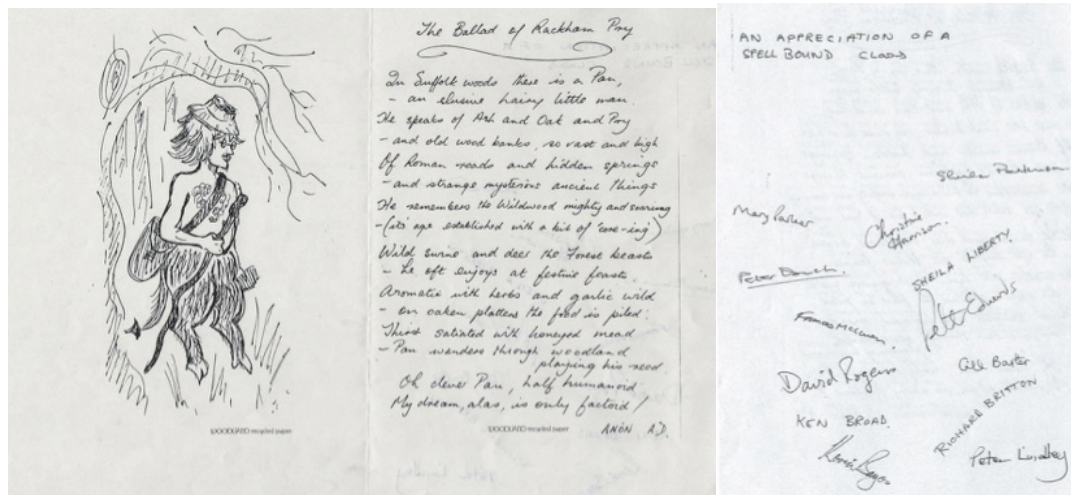 The Ballad of Rackham Pry
In Suffolk woods there is a Pan,
- an elusive hairy little man.
He speaks of Ash and Oak and Pry
- and old wood banks, so vast and high
Of Roman roads and hidden springs
- and strange mysterious ancient things
He remembers the Wildwood mighty and soaring
- (it's age established with a bit of 'core-ing')
Wild swine and deer the Forest beasts
- he oft enjoys at festive feasts.
Aromatic with herbs and garlic wild
- on oaken platters the food is piled:
Thirst satiated with honeyed mead
- Pan wanders through woodland
playing his reed.
Oh clever Pan, half humanoid
My dream, alas, is only factoid!
ANON A.D.
WOODLAND recycled paper
WOODLAND recycled paper
AN APPRECIATION OF A
SPELL BOUND CLASS
Sheila
Mary Parker
Christine
Harrison.
Peter
SHEILA LIBERTY.
Frances
Edwards
David Rogers
Gill Baxter
KEN BROAD.
RICHARD BRITTON
Peter Lindley